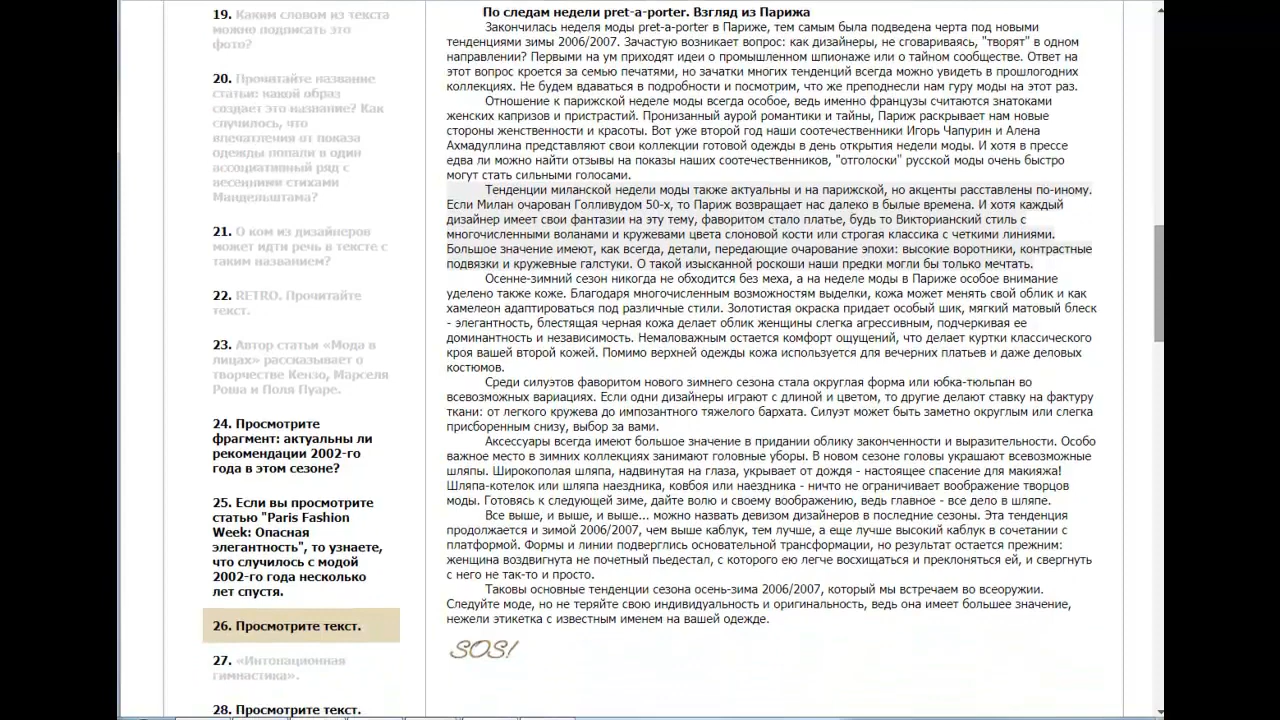 19. Каким словом из текста
можно подписать это
фото?
20. Прочитайте название
статьи: какой образ
создает это название? Как
случилось, что
впечатления от показа
одежды попали в один
ассоциативный ряд с
весенними стихами
Мандельштама?
21. О ком из дизайнеров
может идти речь в тексте с
таким названием?
22. RETRO. Прочитайте
текст.
23. Автор статьи «Мода в
лицах» рассказывает о
творчестве Кензо, Марселя
Роша и Поля Пуаре.
24. Просмотрите
фрагмент: актуальны ли
рекомендации 2002-го
года в этом сезоне?
25. Если вы просмотрите
статью "Paris Fashion
Week: Опасная
элегантность", то узнаете,
что случилось с модой
2002-го года несколько
лет спустя.
26. Просмотрите текст.
27. «Интонационная
гимнастика».
28. Просмотрите текст.
По следам недели pret-a-porter. Взгляд из Парижа
Закончилась неделя моды pret-a-porter в Париже, тем самым была подведена черта под новыми
тенденциями зимы 2006/2007. Зачастую возникает вопрос: как дизайнеры, не сговариваясь, "творят" в одном
направлении? Первыми на ум приходят идеи о промышленном шпионаже или о тайном сообществе. Ответ на
этот вопрос кроется за семью печатями, но зачатки многих тенденций всегда можно увидеть в прошлогодних
коллекциях. Не будем вдаваться в подробности и посмотрим, что же преподнесли нам гуру моды на этот раз.
Отношение к парижской неделе моды всегда особое, ведь именно французы считаются знатоками
женских капризов и пристрастий. Пронизанный аурой романтики и тайны, Париж раскрывает нам новые
стороны женственности и красоты. Вот уже второй год наши соотечественники Игорь Чапурин и Алена
Ахмадуллина представляют свои коллекции готовой одежды в день открытия недели моды. И хотя в прессе
едва ли можно найти отзывы на показы наших соотечественников, "отголоски" русской моды очень быстро
могут стать сильными голосами.
Тенденции миланской недели моды также актуальны и на парижской, но акценты расставлены по-иному.
Если Милан очарован Голливудом 50-х, то Париж возвращает нас далеко в былые времена. И хотя каждый
дизайнер имеет свои фантазии на эту тему, фаворитом стало платье, будь то Викторианский стиль с
многочисленными воланами и кружевами цвета слоновой кости или строгая классика с четкими линиями.
Большое значение имеют, как всегда, детали, передающие очарование эпохи: высокие воротники, контрастные
подвязки и кружевные галстуки. О такой изысканной роскоши наши предки могли бы только мечтать.
Осенне-зимний сезон никогда не обходится без меха, а на неделе моды в Париже особое внимание
уделено также коже. Благодаря многочисленным возможностям выделки, кожа может менять свой облик и как
хамелеон адаптироваться под различные стили. Золотистая окраска придает особый шик, мягкий матовый блеск
- элегантность, блестящая черная кожа делает облик женщины слегка агрессивным, подчеркивая ее
доминантность и независимость. Немаловажным остается комфорт ощущений, что делает куртки классического
кроя вашей второй кожей. Помимо верхней одежды кожа используется для вечерних платьев и даже деловых
костюмов.
Среди силуэтов фаворитом нового зимнего сезона стала округлая форма или юбка-тюльпан во
всевозможных вариациях. Если одни дизайнеры играют с длиной и цветом, то другие делают ставку на фактуру
ткани: от легкого кружева до импозантного тяжелого бархата. Силуэт может быть заметно округлым или слегка
присборенным снизу, выбор за вами.
Аксессуары всегда имеют большое значение в придании облику законченности и выразительности. Особо
важное место в зимних коллекциях занимают головные уборы. В новом сезоне головы украшают всевозможные
шляпы. Широкополая шляпа, надвинутая на глаза, укрывает от дождя - настоящее спасение для макияжа!
Шляпа-котелок или шляпа наездника, ковбоя или наездника - ничто не ограничивает воображение творцов
моды. Готовясь к следующей зиме, дайте волю и своему воображению, ведь главное - все дело в шляпе.
Все выше, и выше, и выше... можно назвать девизом дизайнеров в последние сезоны. Эта тенденция
продолжается и зимой 2006/2007, чем выше каблук, тем лучше, а еще лучше высокий каблук в сочетании с
платформой. Формы и линии подверглись основательной трансформации, но результат остается прежним:
женщина воздвигнута не почетный пьедестал, с которого ею легче восхищаться и преклоняться ей, и свергнуть
с него не так-то и просто.
Таковы основные тенденции сезона осень-зима 2006/2007, который мы встречаем во всеоружии.
Следуйте моде, но не теряйте свою индивидуальность и оригинальность, ведь она имеет большее значение,
нежели этикетка с известным именем на вашей одежде.
SOS!